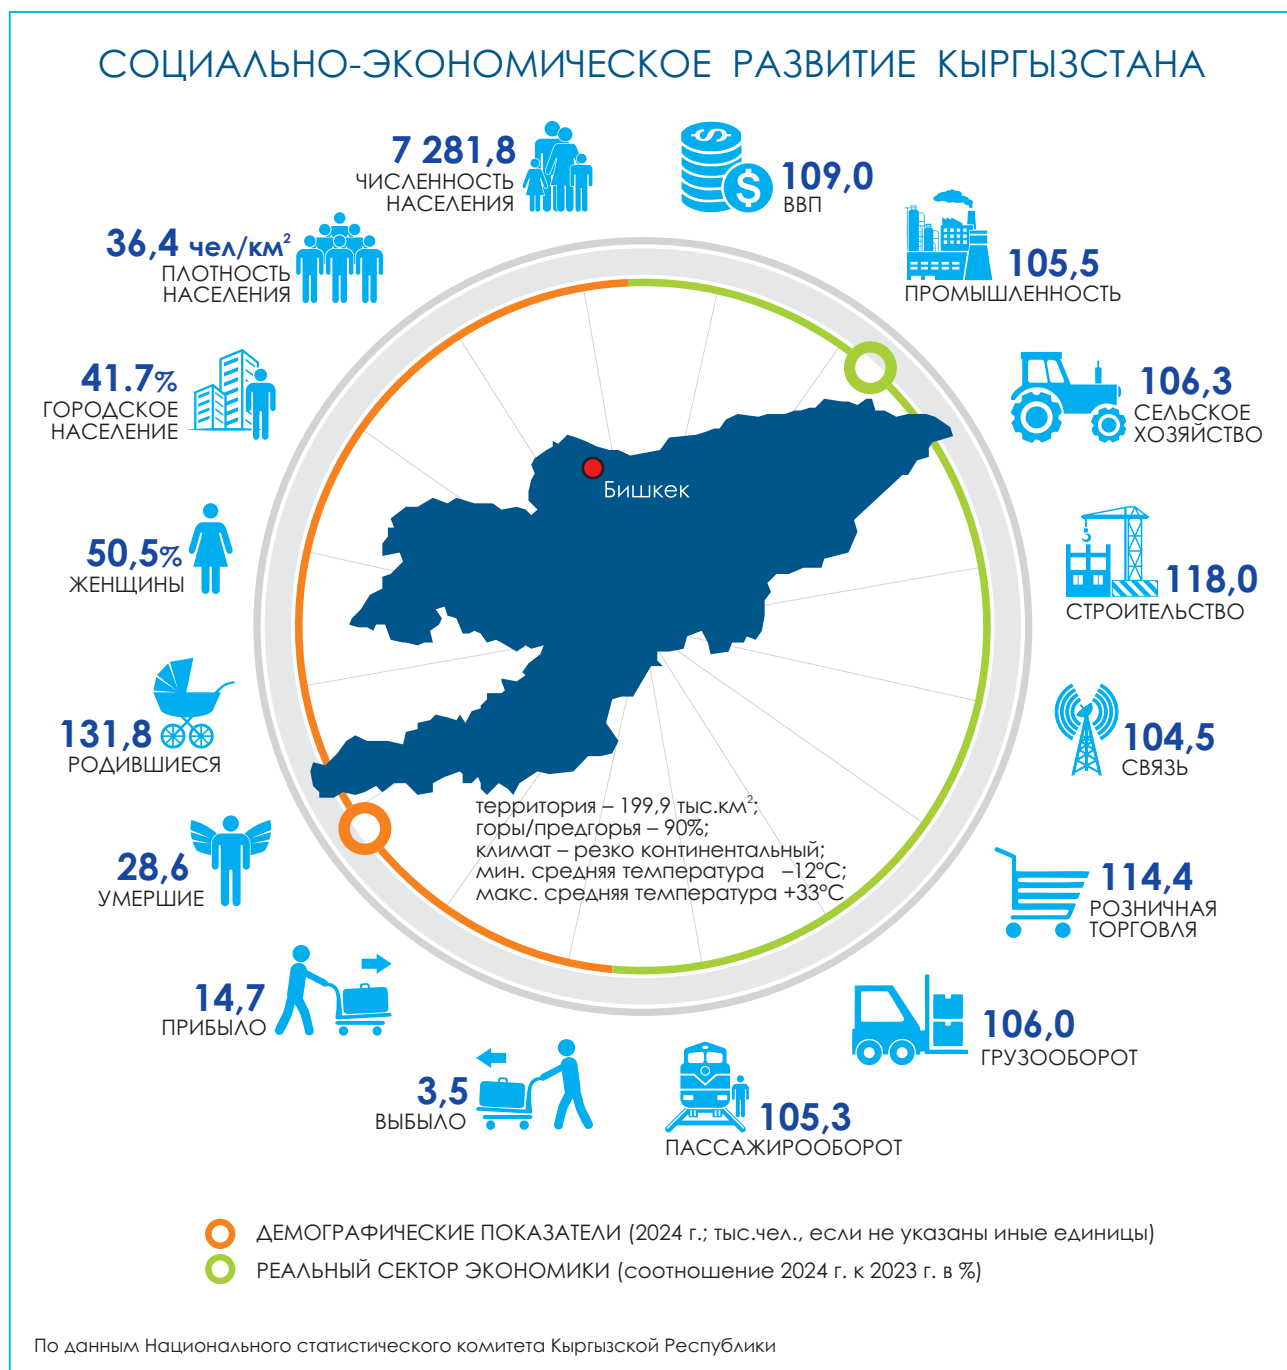 СОЦИАЛЬНО-ЭКОНОМИЧЕСКОЕ РАЗВИТИЕ КЫРГЫЗСТАНА
7 281,8
ЧИСЛЕННОСТЬ
НАСЕЛЕНИЯ
109,0
ВВП
36,4 чел/км²
ПЛОТНОСТЬ
НАСЕЛЕНИЯ
105,5
ПРОМЫШЛЕННОСТЬ
41.7%
ГОРОДСКОЕ
НАСЕЛЕНИЕ
106,3
СЕЛЬСКОЕ
ХОЗЯЙСТВО
Бишкек
50,5%
ЖЕНЩИНЫ
118,0
СТРОИТЕЛЬСТВО
131,8
РОДИВШИЕСЯ
104,5
СВЯЗЬ
территория – 199,9 тыс.км²;
горы/предгорья – 90%;
климат – резко континентальный;
мин. средняя температура –12°С;
макс. средняя температура +33°С
28,6
УМЕРШИЕ
114,4
РОЗНИЧНАЯ
ТОРГОВЛЯ
14,7
ПРИБЫЛО
106,0
ГРУЗООБОРОТ
3,5
ВЫБЫЛО
105,3
ПАССАЖИРООБОРОТ
ДЕМОГРАФИЧЕСКИЕ ПОКАЗАТЕЛИ (2024 г.; тыс.чел., если не указаны иные единицы)
РЕАЛЬНЫЙ СЕКТОР ЭКОНОМИКИ (соотношение 2024 г. к 2023 г. в %)
По данным Национального статистического комитета Кыргызской Республики